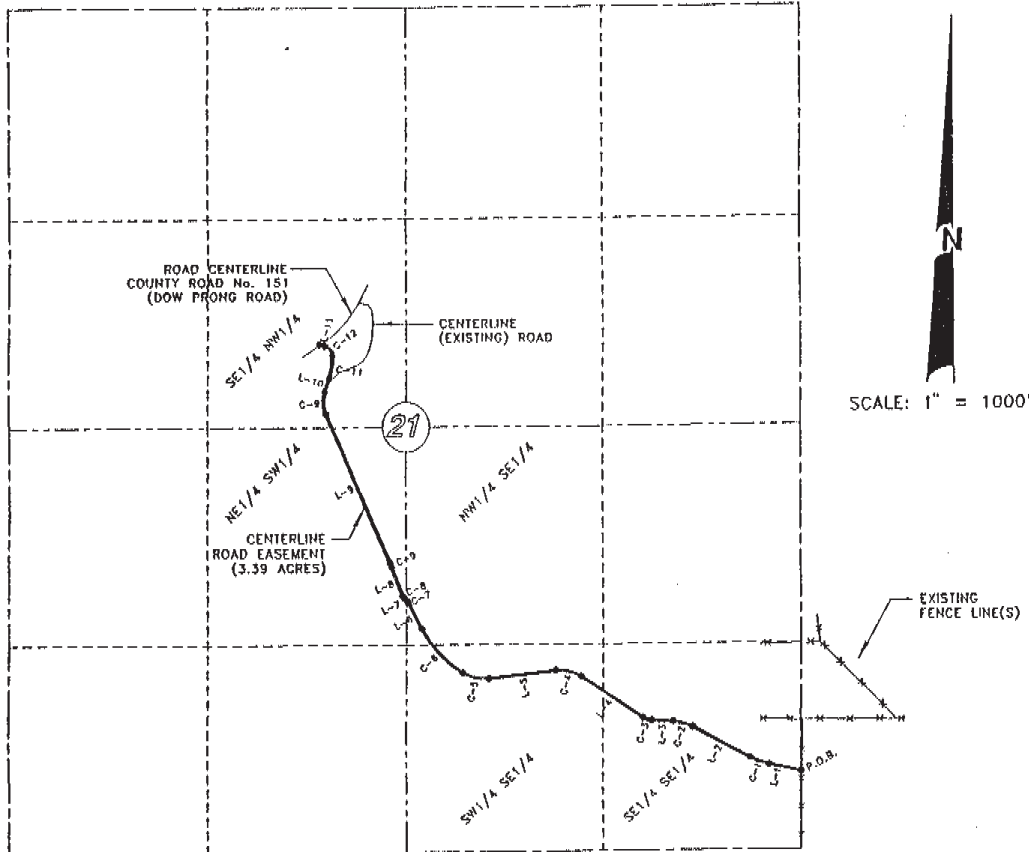 N
SCALE: 1" = 1000'
ROAD CENTERLINE
COUNTY ROAD No. 151
(DOW PRONG ROAD)
CENTERLINE
(EXISTING) ROAD
SE1/4 NW1/4
L-11
C-12
C-11
L-10
C-9
21
NE1/4 SW1/4
NW1/4 SE1/4
L-9
CENTERLINE
ROAD EASEMENT
(3.39 ACRES)
C-9
L-8
C-8
L-7
C-7
L-6
EXISTING
FENCE LINE(S)
C-6
C-5
L-5
C-4
L-4
C-3
L-3
C-2
L-2
C-1
L-1
P.O.B.
SW1/4 SE1/4
SE1/4 SE1/4